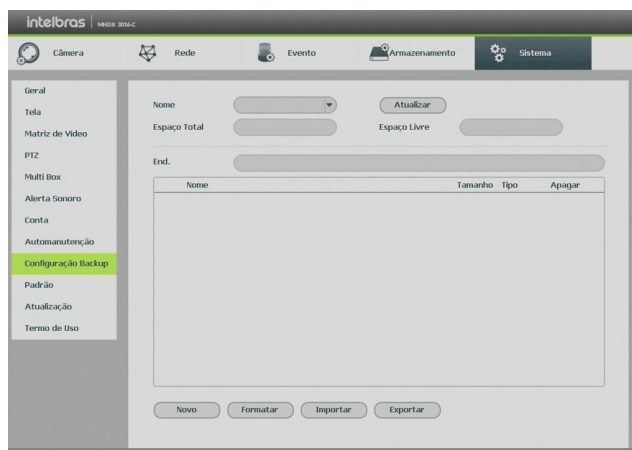 intelbras MHDX 3016-C
Câmera Rede Evento Armazenamento Sistema
Geral
Tela
Matriz de Vídeo
PTZ
Multi Box
Alerta Sonoro
Conta
Automanutenção
Configuração Backup
Padrão
Atualização
Termo de Uso
Nome Atualizar
Espaço Total Espaço Livre
End.
Nome Tamanho Tipo Apagar
Novo Formatar Importar Exportar